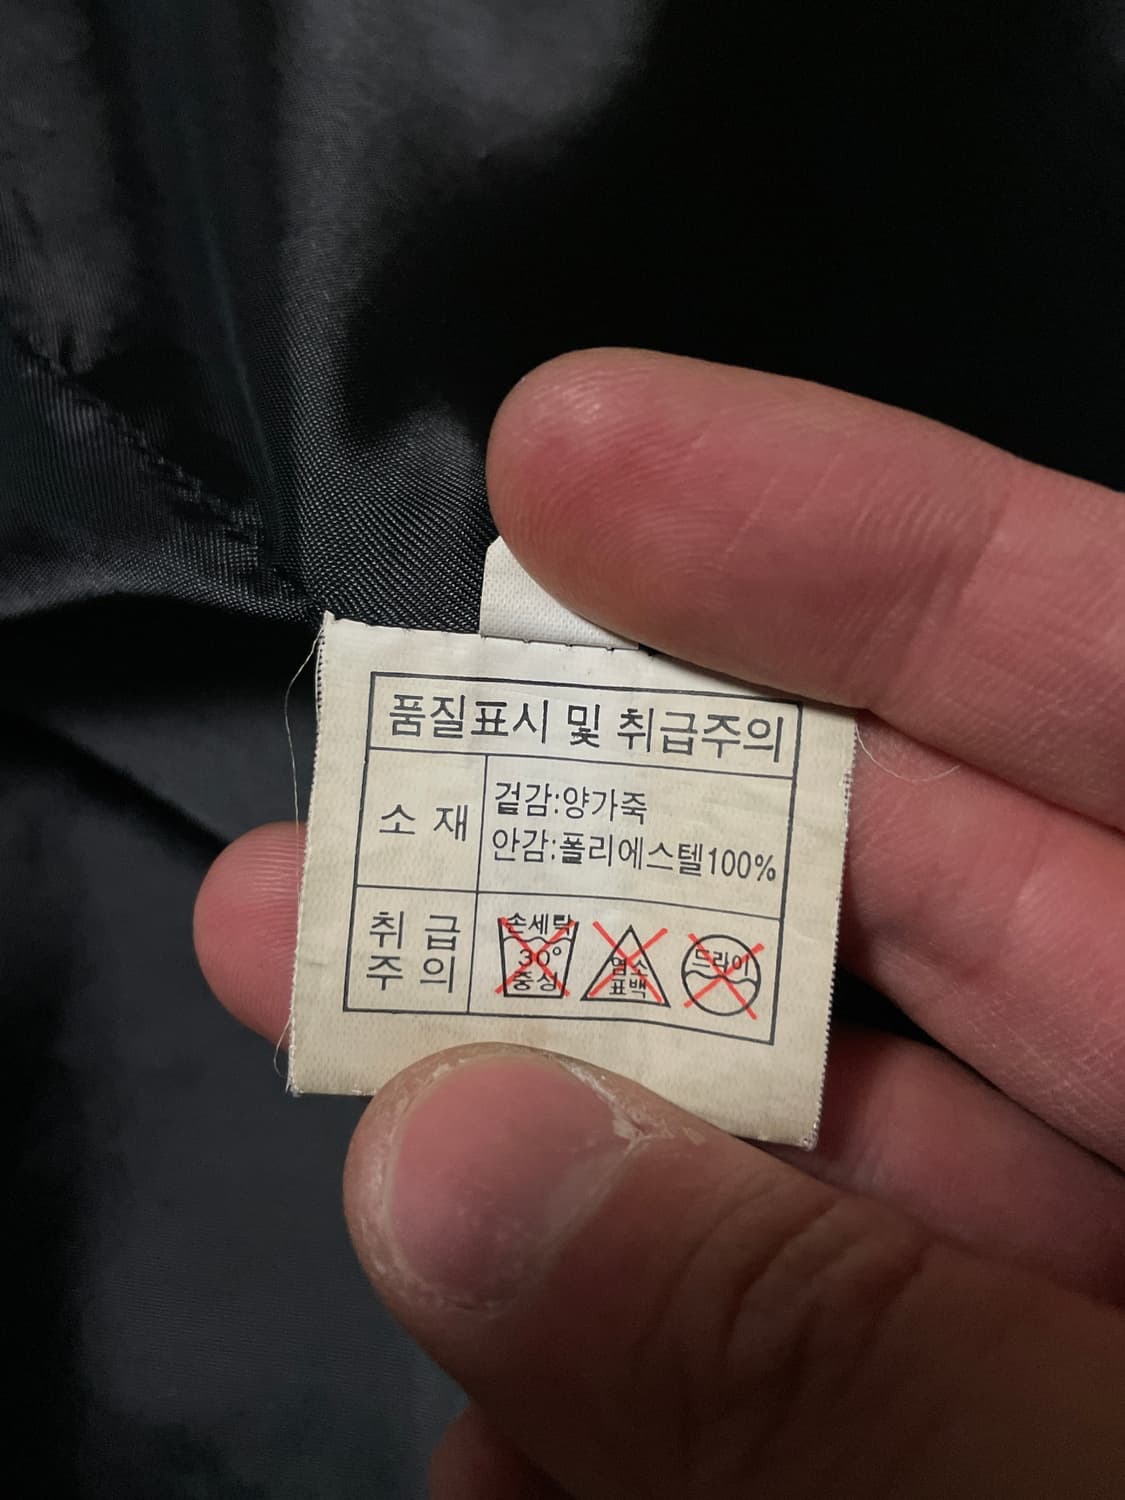 품질표시 및 취급주의
소재
겉감:양가죽
안감:폴리에스텔100%
취급
주의
손세탁
30°
중성
염소
표백
드라이